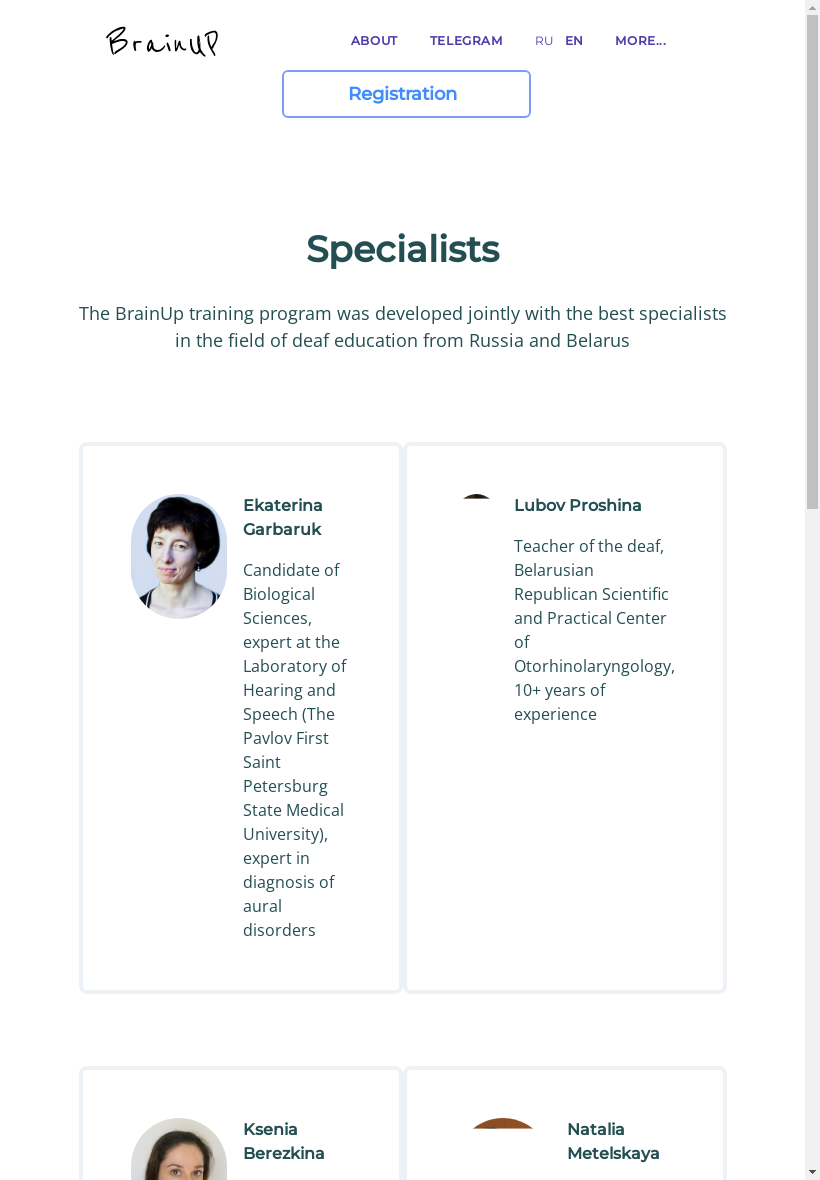 BrainUP
ABOUT
TELEGRAM
RU
EN
MORE...
Registration
Specialists
The BrainUp training program was developed jointly with the best specialists
in the field of deaf education from Russia and Belarus
Ekaterina
Garbaruk
Candidate of
Biological
Sciences,
expert at the
Laboratory of
Hearing and
Speech (The
Pavlov First
Saint
Petersburg
State Medical
University),
expert in
diagnosis of
aural
disorders
Lubov Proshina
Teacher of the deaf,
Belarusian
Republican Scientific
and Practical Center
of
Otorhinolaryngology,
10+ years of
experience
Ksenia
Berezkina
Natalia
Metelskaya